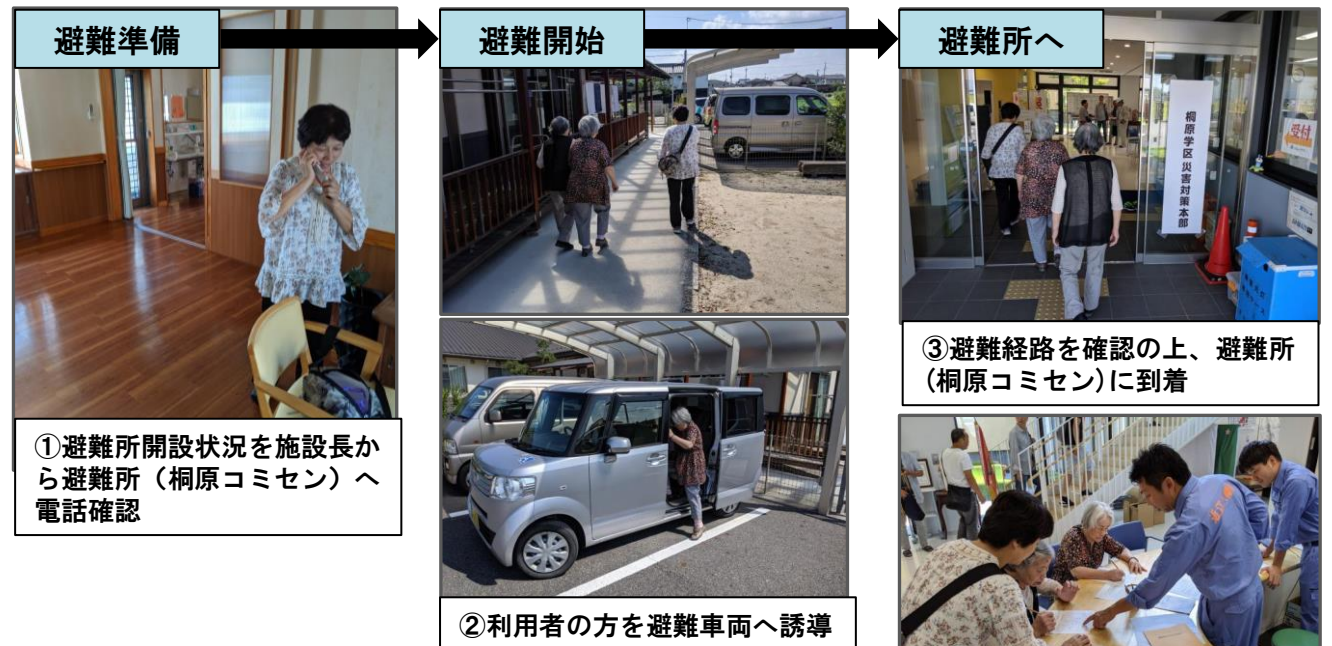 避難準備
避難開始
避難所へ
①避難所開設状況を施設長か
ら避難所（桐原コミセン）へ
電話確認
②利用者の方を避難車両へ誘導
桐原学区災害対策本部
受付
③避難経路を確認の上、避難所
(桐原コミセン)に到着